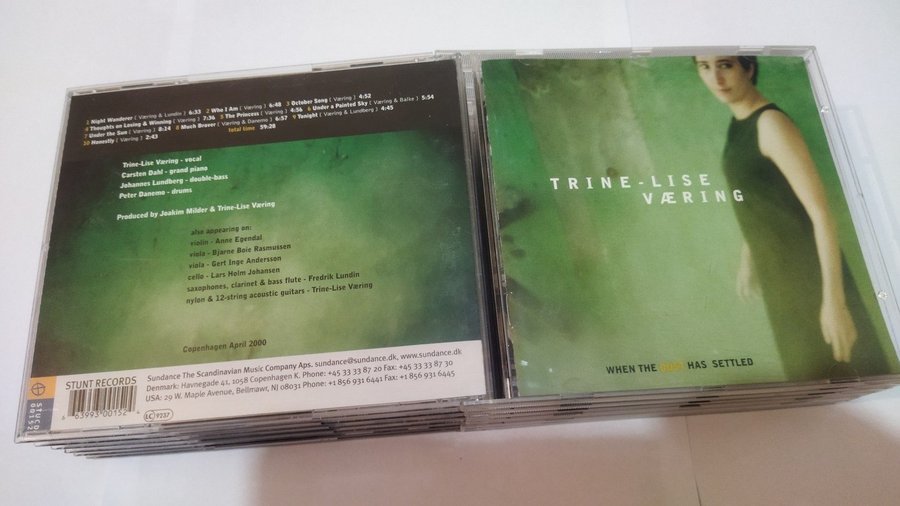 1 Night Wanderer ( Væring & Lundin ) 6:33 2 Who I Am ( Væring ) 6:48 3 October Song ( Væring ) 4:52
4 Thoughts on Losing & Winning ( Væring ) 7:36 5 The Princess ( Væring ) 4:56 6 Under a Painted Sky ( Væring & Balke ) 5:54
7 Under the Sun ( Væring ) 8:14 8 Much Braver ( Væring & Danemo ) 6:57 9 Tonight ( Væring & Lundberg ) 4:45
10 Honestly ( Væring ) 2:43 total time 59:28
Trine-Lise Væring - vocal
Carsten Dahl - grand piano
Johannes Lundberg - double-bass
Peter Danemo - drums
Produced by Joakim Milder & Trine-Lise Væring
also appearing on:
violin - Anne Egendal
viola - Bjarne Boie Rasmussen
viola - Gert Inge Andersson
cello - Lars Holm Johansen
saxophones, clarinet & bass flute - Fredrik Lundin
nylon & 12-string acoustic guitars - Trine-Lise Væring
Copenhagen April 2000
STUNT RECORDS
Sundance The Scandinavian Music Company Aps. sundance@sundance.dk, www.sundance.dk
Denmark: Havnegade 41, 1058 Copenhagen K. Phone: +45 33 33 87 20 Fax: +45 33 33 87 30
USA: 29 W. Maple Avenue, Bellmawr, NJ 08031 Phone: +1 856 931 6441 Fax: +1 856 931 6445
63993 00152
LC 9237
STUCD
00152
TRINE-LISE
VÆRING
WHEN THE DUST HAS SETTLED